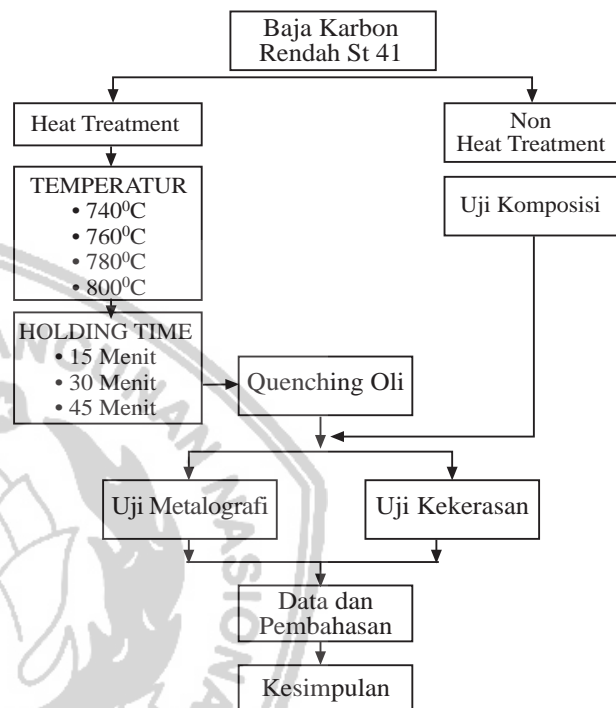 Baja Karbon
Rendah St 41
Heat Treatment
Non
Heat Treatment
TEMPERATUR
• 740⁰C
• 760⁰C
• 780⁰C
• 800⁰C
Uji Komposisi
HOLDING TIME
• 15 Menit
• 30 Menit
• 45 Menit
Quenching Oli
Uji Metalografi
Uji Kekerasan
Data dan
Pembahasan
Kesimpulan
NASIONA